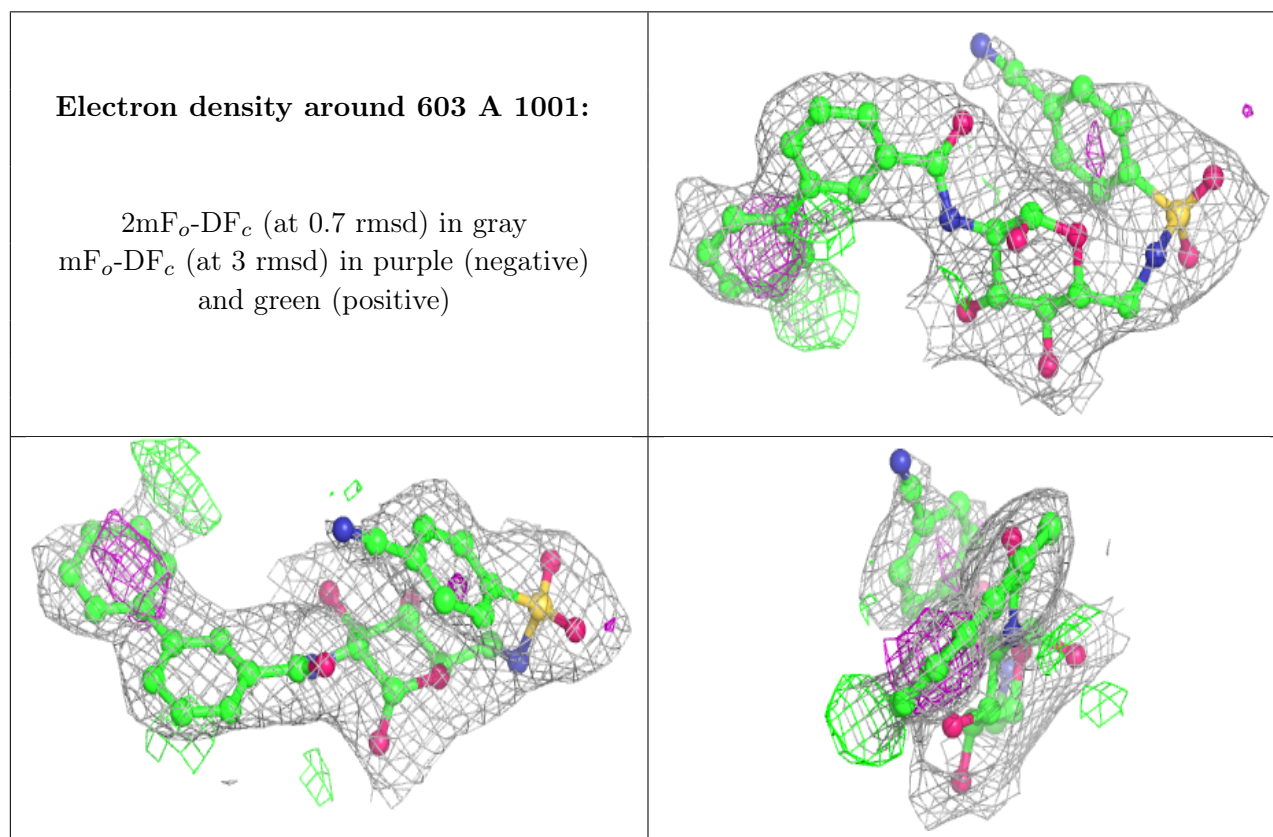 Electron density around 603 A 1001:
2mFo-DFc (at 0.7 rmsd) in gray
mFo-DFc (at 3 rmsd) in purple (negative)
and green (positive)